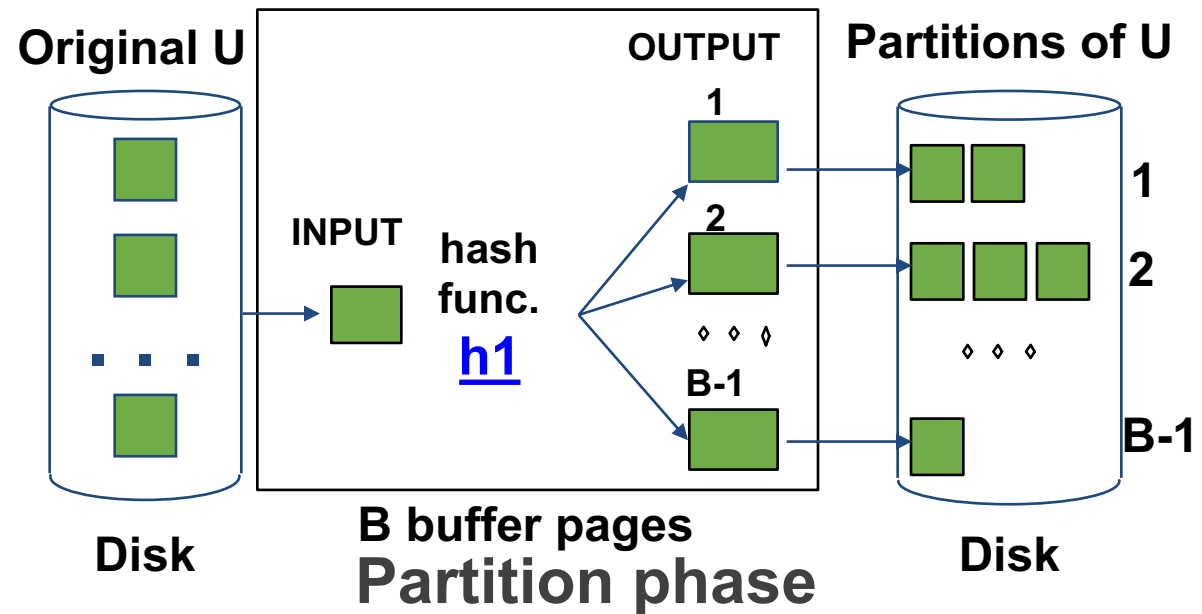 Original U
OUTPUT
Partitions of U
1
1
INPUT
2
hash
func.
h1
2
B-1
B-1
B buffer pages
Disk
Partition phase
Disk